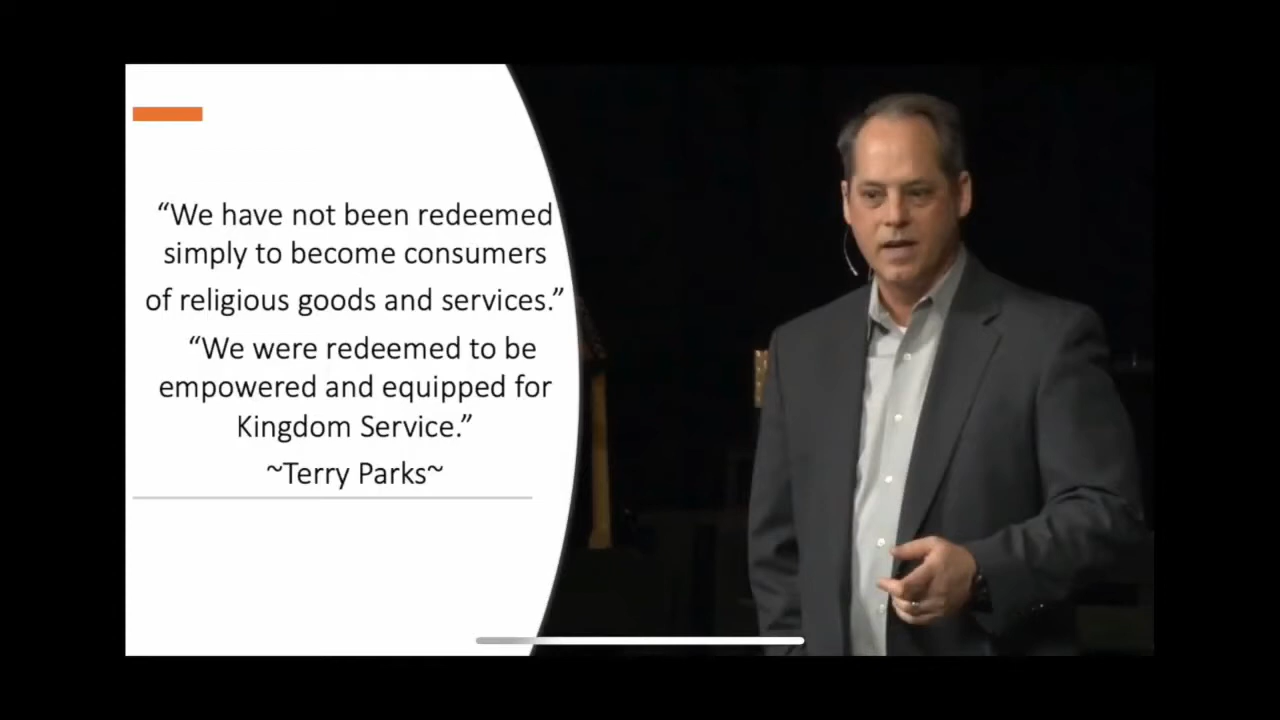 “We have not been redeemed
simply to become consumers
of religious goods and services.”
“We were redeemed to be
empowered and equipped for
Kingdom Service.”
~Terry Parks~